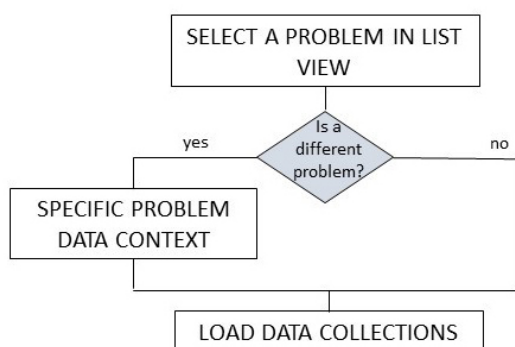 SELECT A PROBLEM IN LIST
VIEW
Is a
different
problem?
yes
no
SPECIFIC PROBLEM
DATA CONTEXT
LOAD DATA COLLECTIONS